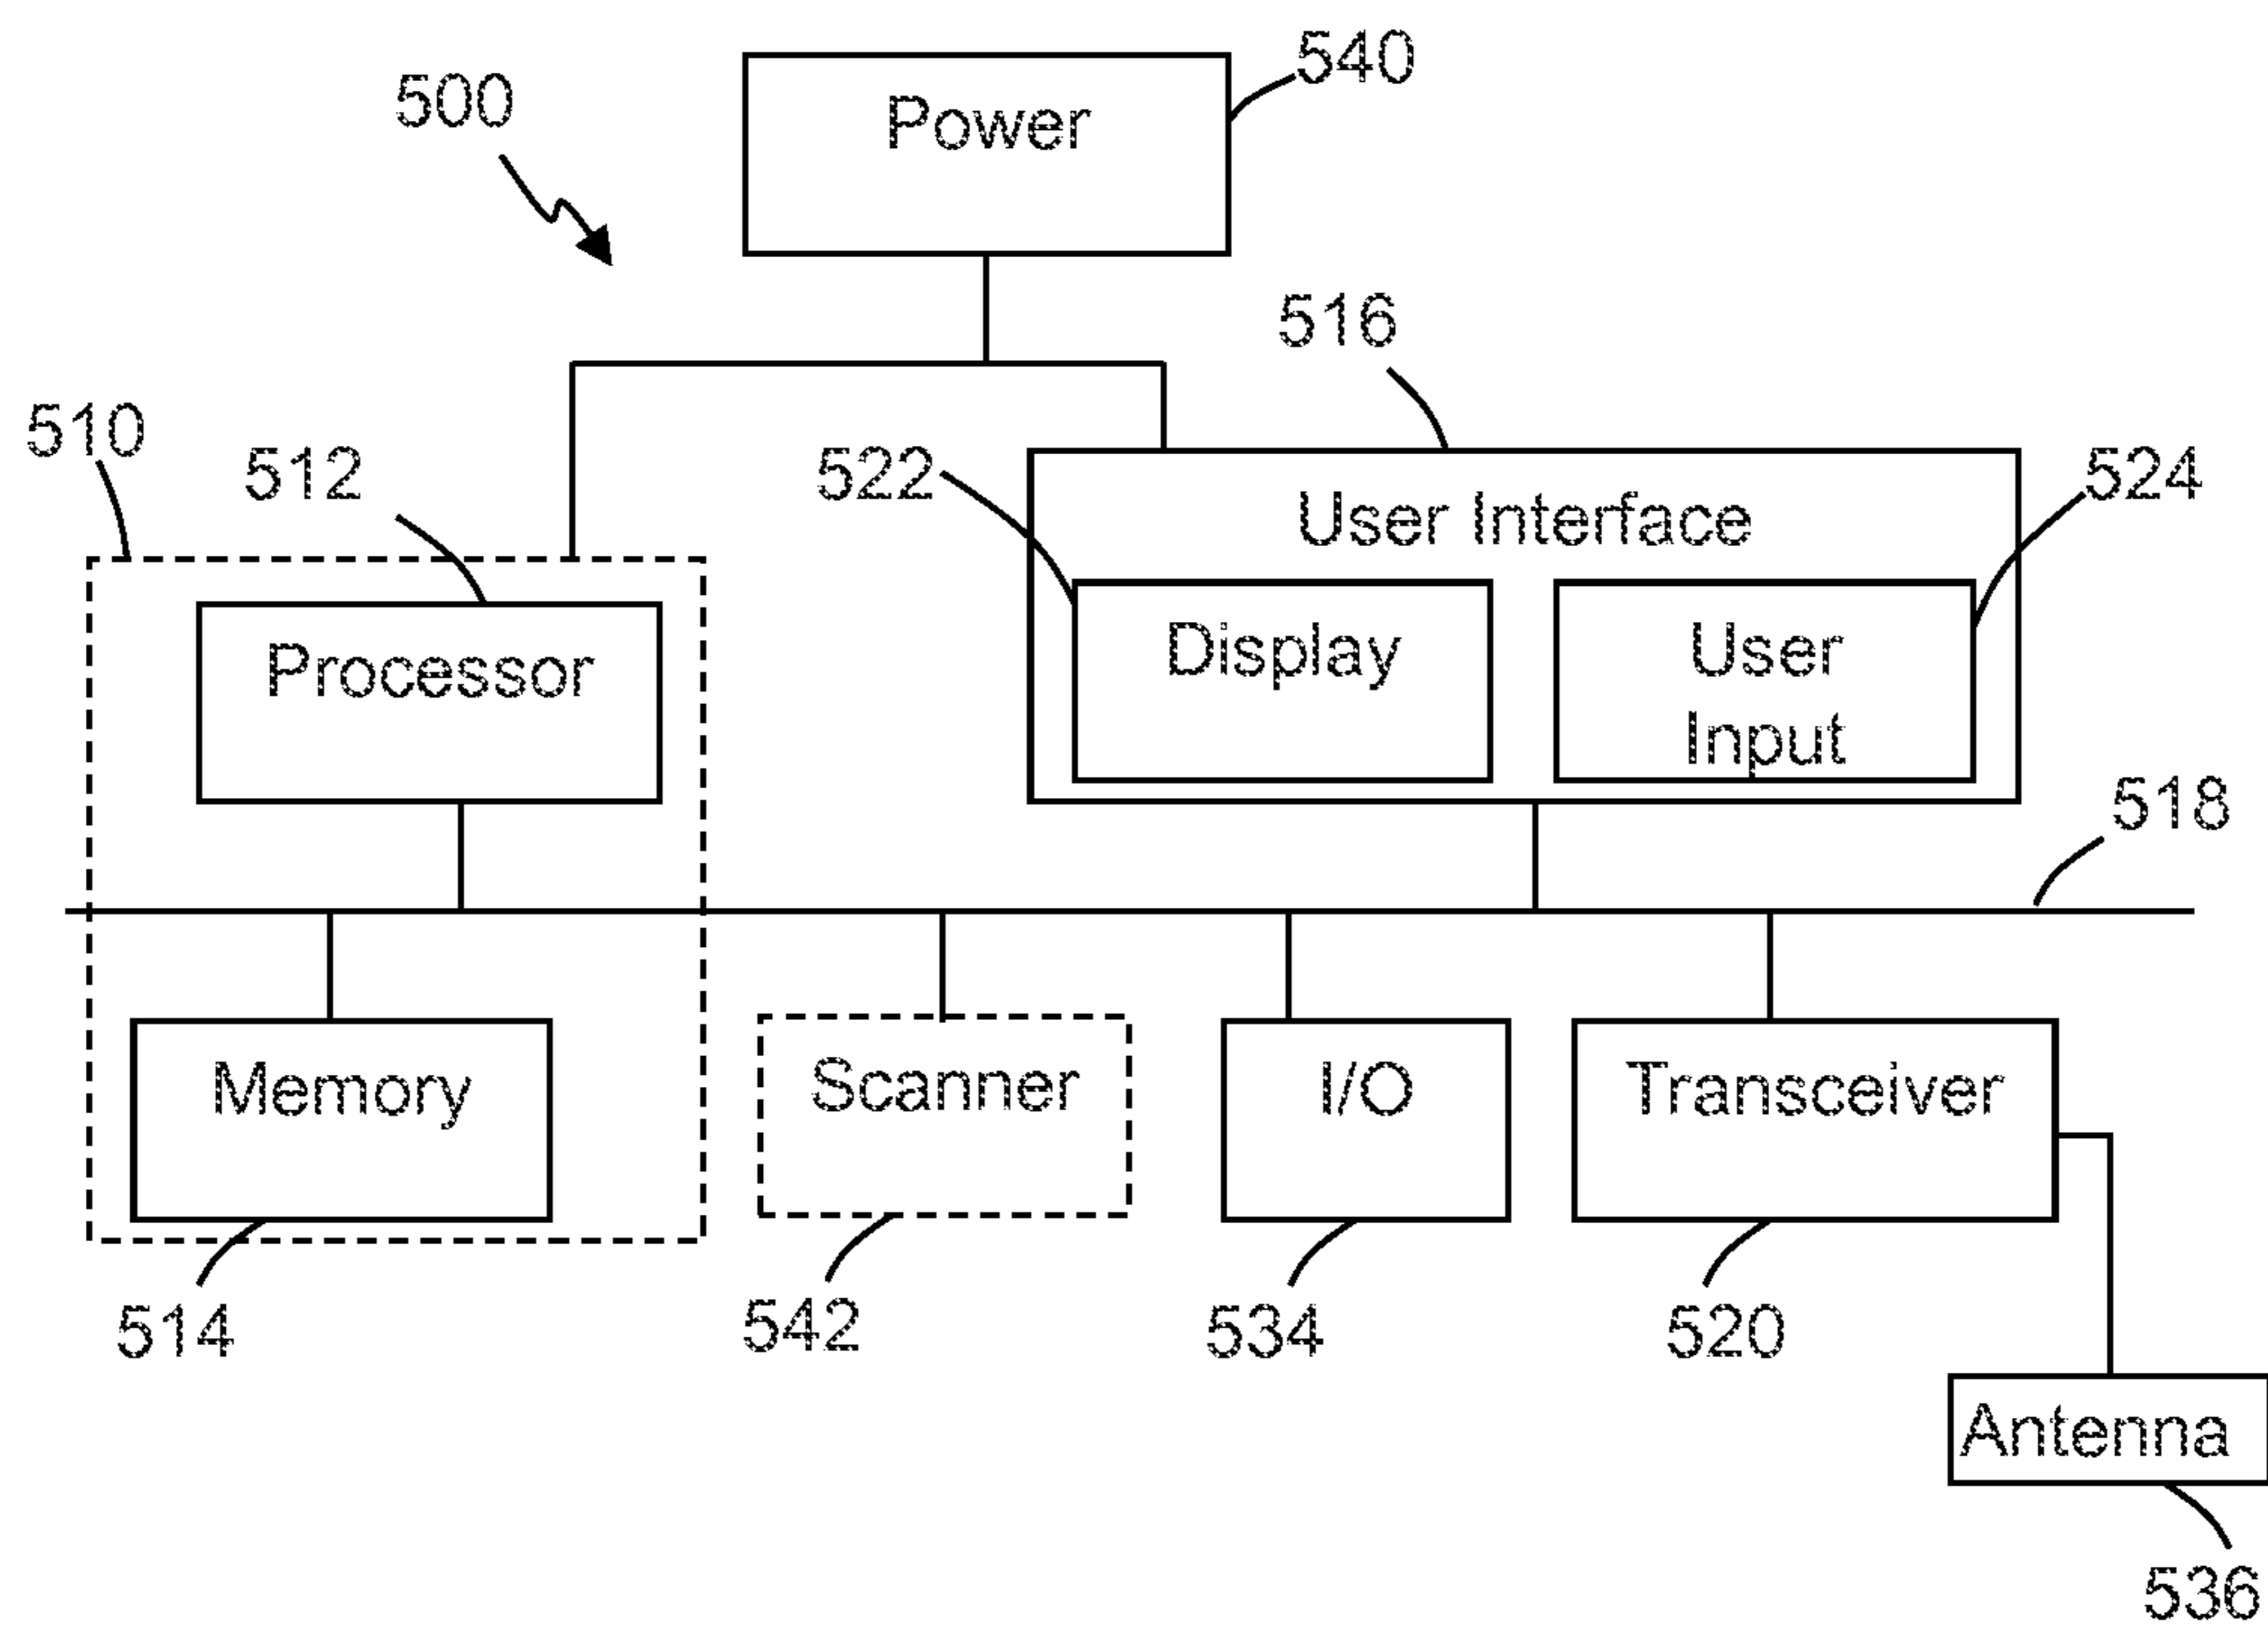 540
500
Power
516
510
512
522
524
User Interface
Processor
Display
User
Input
518
Memory
Scanner
I/O
Transceiver
514
542
534
520
Antenna
536